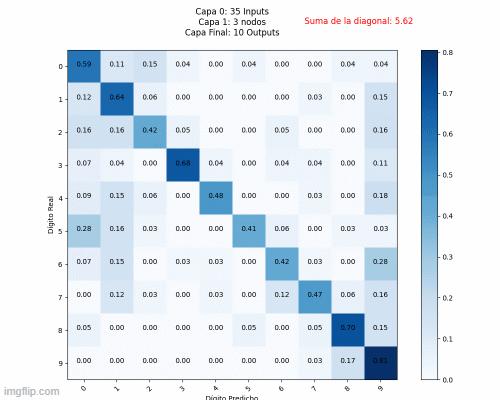 Capa 0: 35 Inputs
Capa 1: 3 nodos
Capa Final: 10 Outputs
Suma de la diagonal: 5.62
0 0.59 0.11 0.15 0.04 0.00 0.04 0.00 0.00 0.04 0.04
1 0.12 0.64 0.06 0.00 0.00 0.00 0.00 0.03 0.00 0.15
2 0.16 0.16 0.42 0.05 0.00 0.00 0.05 0.00 0.00 0.16
3 0.07 0.04 0.00 0.68 0.04 0.00 0.04 0.04 0.00 0.11
4 0.09 0.15 0.06 0.00 0.48 0.00 0.00 0.03 0.00 0.18
5 0.28 0.16 0.03 0.00 0.00 0.41 0.06 0.00 0.03 0.03
6 0.07 0.15 0.00 0.03 0.03 0.00 0.42 0.03 0.00 0.28
7 0.00 0.12 0.03 0.00 0.03 0.00 0.12 0.47 0.06 0.16
8 0.05 0.00 0.00 0.00 0.00 0.05 0.00 0.05 0.70 0.15
9 0.00 0.00 0.00 0.00 0.00 0.00 0.00 0.03 0.17 0.81
0 1 2 3 4 5 6 7 8 9
Dígito Real
Dígito Predicho
0.8
0.7
0.6
0.5
0.4
0.3
0.2
0.1
0.0
imgflip.com